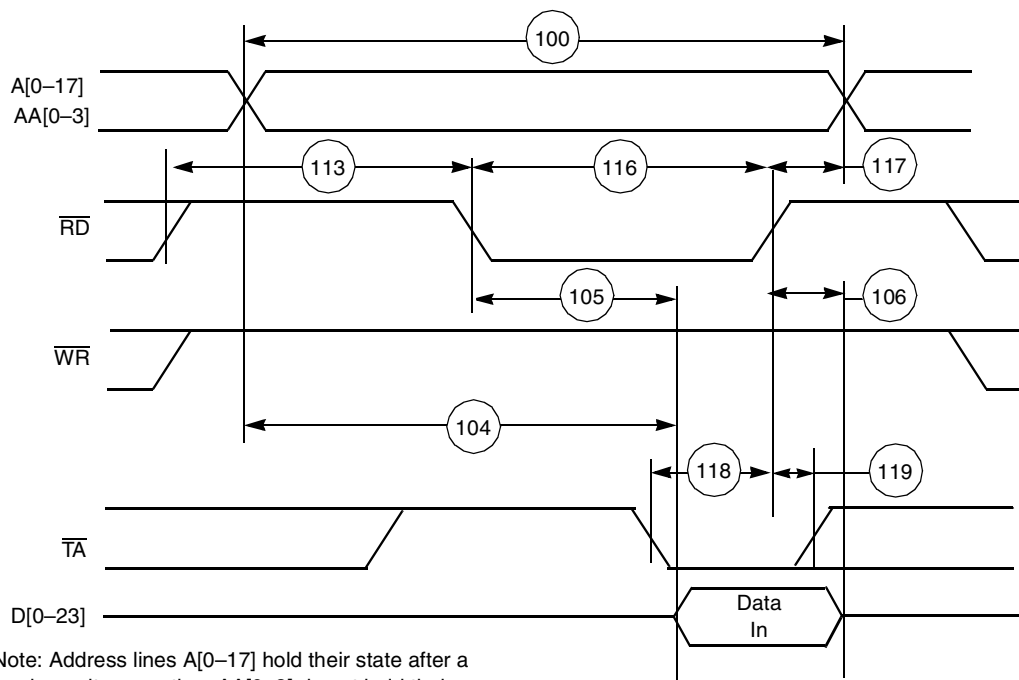 100
A[0–17]
AA[0–3]
113
116
117
RD
105
106
WR
104
118
119
TA
D[0–23]
Data
In
Note: Address lines A[0–17] hold their state after a